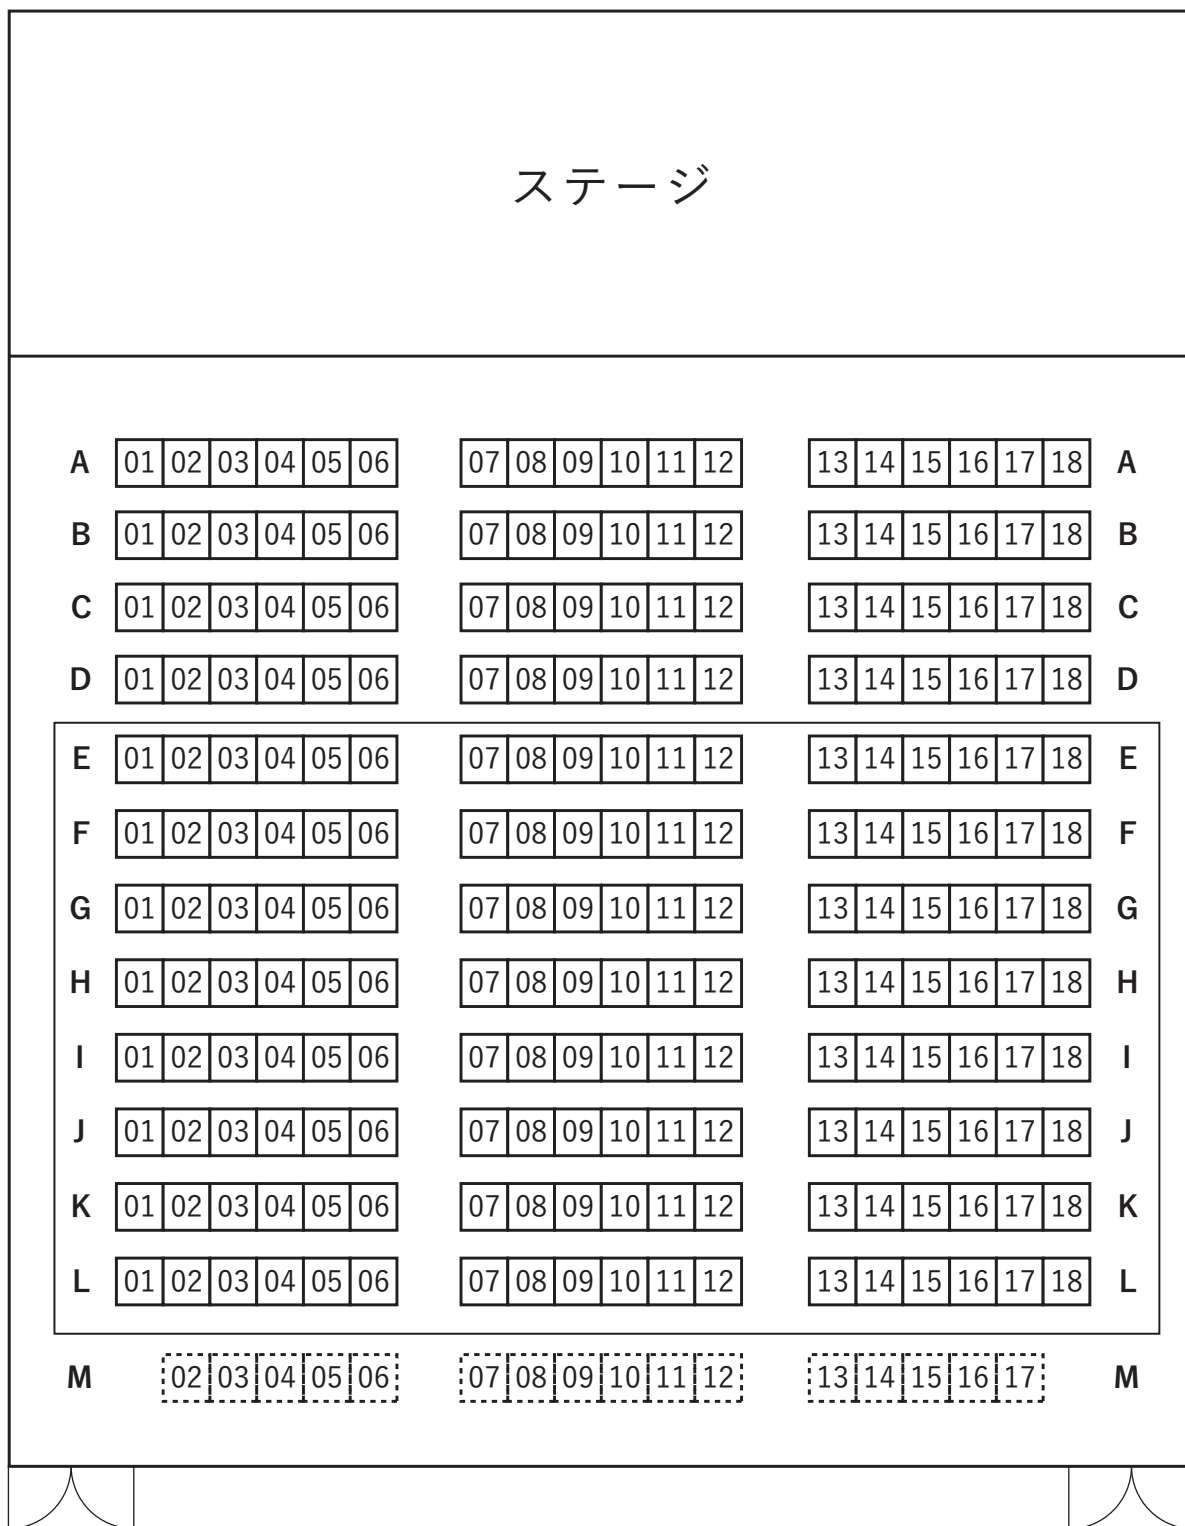 ステージ
A 01 02 03 04 05 06 07 08 09 10 11 12 13 14 15 16 17 18 A
B 01 02 03 04 05 06 07 08 09 10 11 12 13 14 15 16 17 18 B
C 01 02 03 04 05 06 07 08 09 10 11 12 13 14 15 16 17 18 C
D 01 02 03 04 05 06 07 08 09 10 11 12 13 14 15 16 17 18 D
E 01 02 03 04 05 06 07 08 09 10 11 12 13 14 15 16 17 18 E
F 01 02 03 04 05 06 07 08 09 10 11 12 13 14 15 16 17 18 F
G 01 02 03 04 05 06 07 08 09 10 11 12 13 14 15 16 17 18 G
H 01 02 03 04 05 06 07 08 09 10 11 12 13 14 15 16 17 18 H
I 01 02 03 04 05 06 07 08 09 10 11 12 13 14 15 16 17 18 I
J 01 02 03 04 05 06 07 08 09 10 11 12 13 14 15 16 17 18 J
K 01 02 03 04 05 06 07 08 09 10 11 12 13 14 15 16 17 18 K
L 01 02 03 04 05 06 07 08 09 10 11 12 13 14 15 16 17 18 L
M 02 03 04 05 06 07 08 09 10 11 12 13 14 15 16 17 M